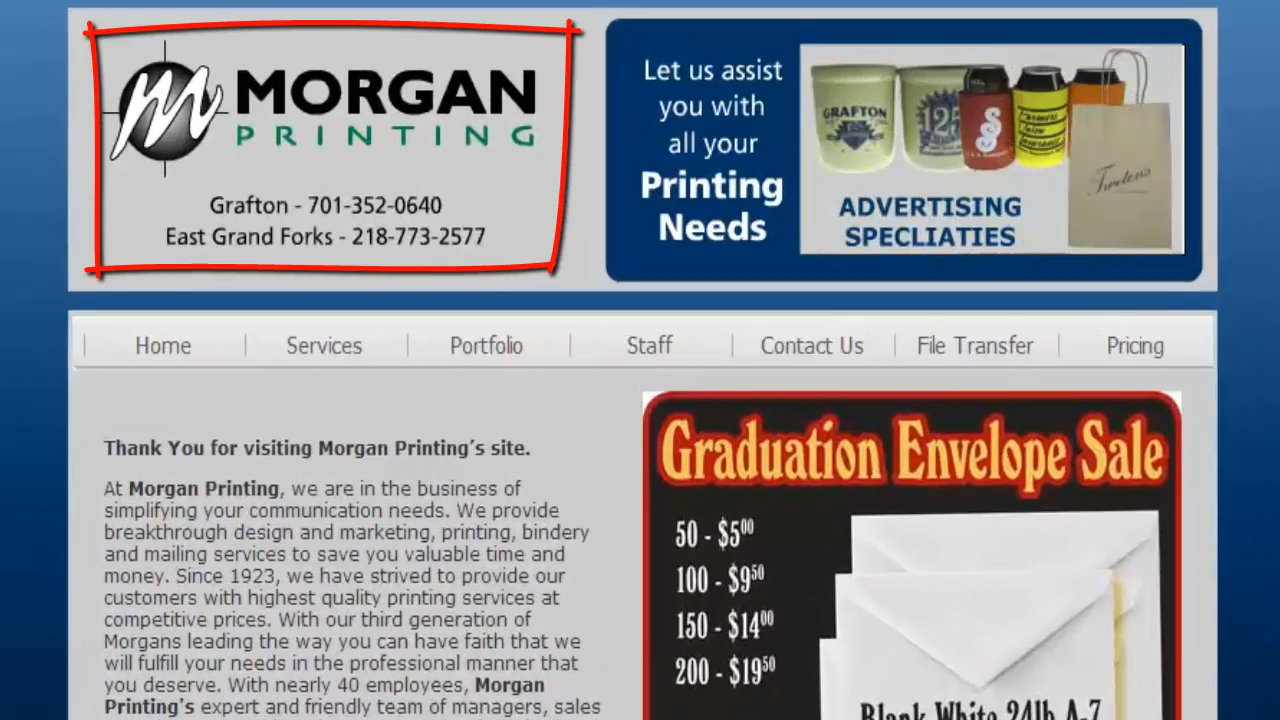 MORGAN
PRINTING
Grafton - 701-352-0640
East Grand Forks - 218-773-2577
Let us assist
you with
all your
Printing
Needs
GRAFTON
125
ADVERTISING
SPECLIATIES
Home
Services
Portfolio
Staff
Contact Us
File Transfer
Pricing
Thank You for visiting Morgan Printing's site.
At Morgan Printing, we are in the business of
simplifying your communication needs. We provide
breakthrough design and marketing, printing, bindery
and mailing services to save you valuable time and
money. Since 1923, we have strived to provide our
customers with highest quality printing services at
competitive prices. With our third generation of
Morgans leading the way you can have faith that we
will fulfill your needs in the professional manner that
you deserve. With nearly 40 employees, Morgan
Printing's expert and friendly team of managers, sales
Graduation Envelope Sale
50 - $5.00
100 - $9.50
150 - $14.00
200 - $19.50
Blank White 24lb A-7